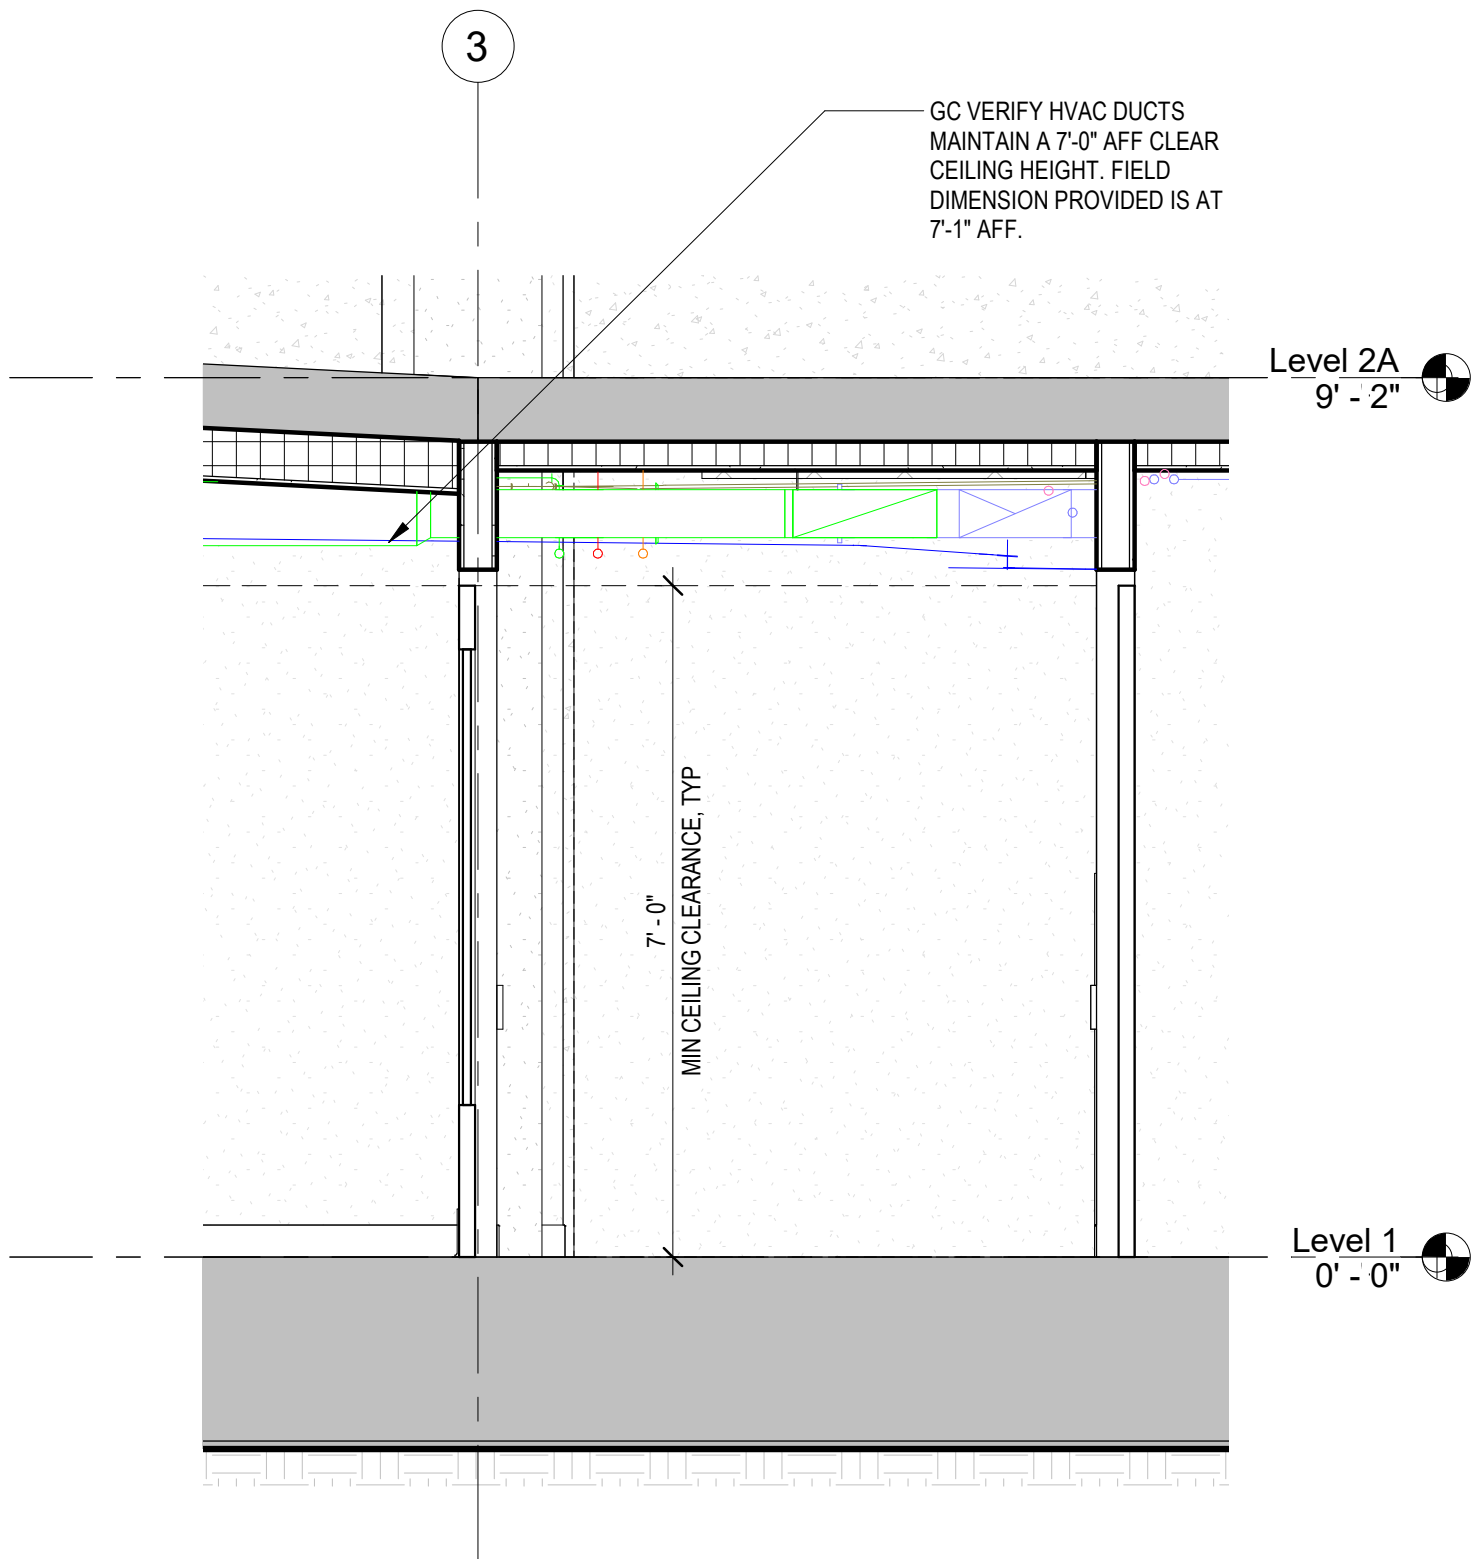 3
GC VERIFY HVAC DUCTS
MAINTAIN A 7'-0" AFF CLEAR
CEILING HEIGHT. FIELD
DIMENSION PROVIDED IS AT
7'-1" AFF.
Level 2A
9' - 2"
7' - 0"
MIN CEILING CLEARANCE, TYP
Level 1
0' - 0"